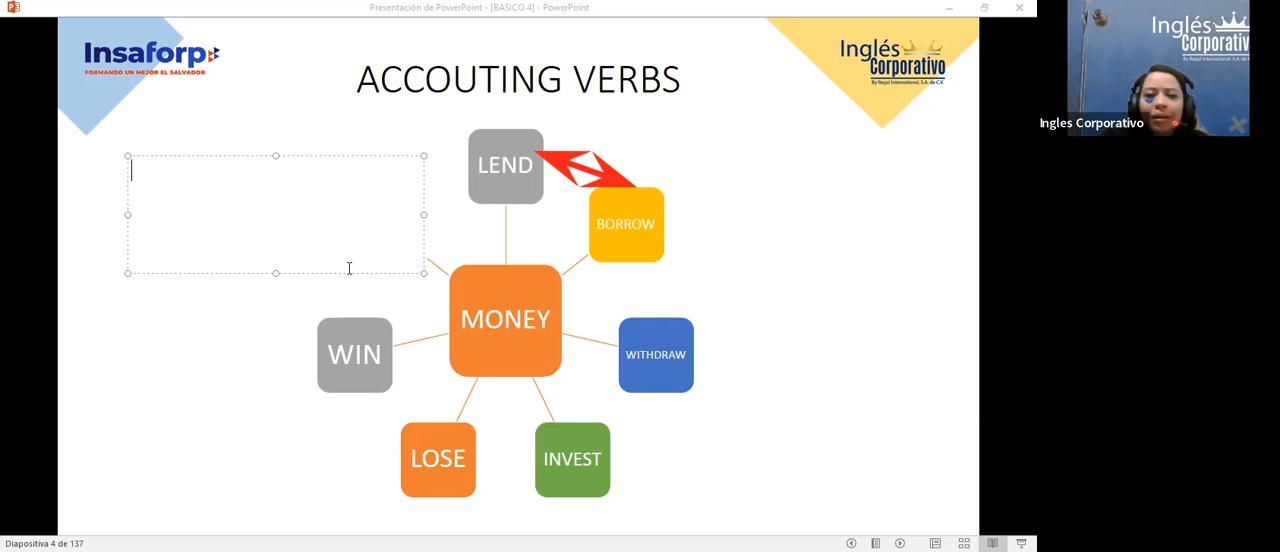 Presentación de PowerPoint - [BASICO 4] - PowerPoint
Insaforp
FORMANDO UN MEJOR EL SALVADOR
Inglés
Corporativo
By Regal International, S.A. de C.V.
ACCOUTING VERBS
LEND
BORROW
MONEY
WIN
WITHDRAW
LOSE
INVEST
Diapositiva 4 de 137
Inglés
Corporativo
Ingles Corporativo